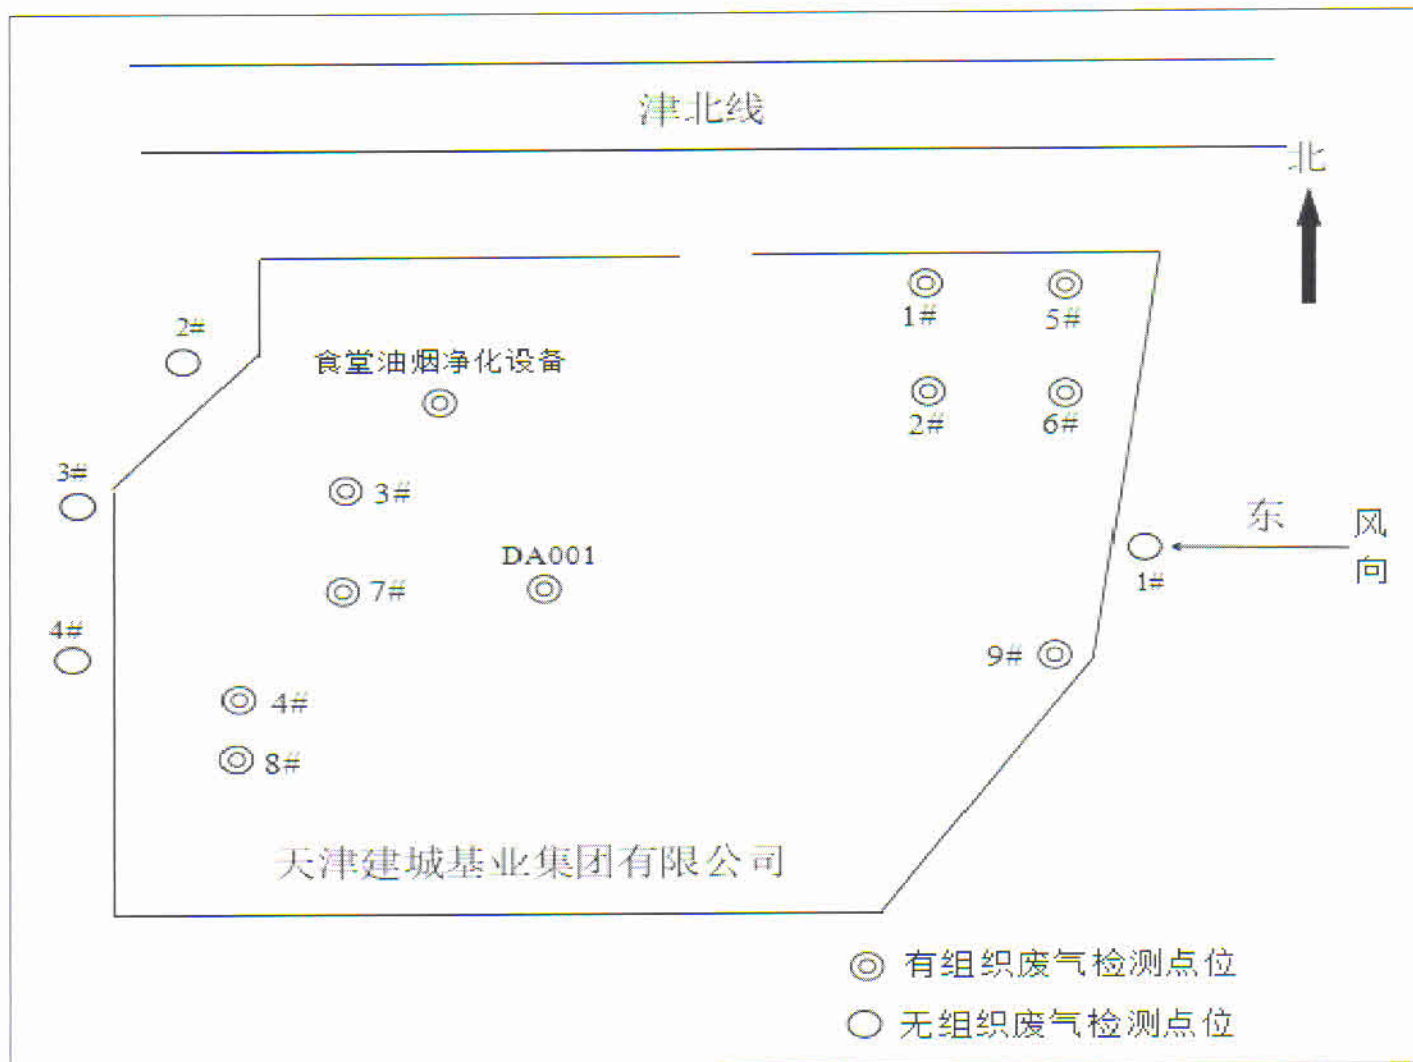 津北线
北
1#
5#
2#
食堂油烟净化设备
2#
6#
3#
3#
东
风向
DA001
1#
7#
4#
9#
4#
8#
天津建城基业集团有限公司
有组织废气检测点位
无组织废气检测点位